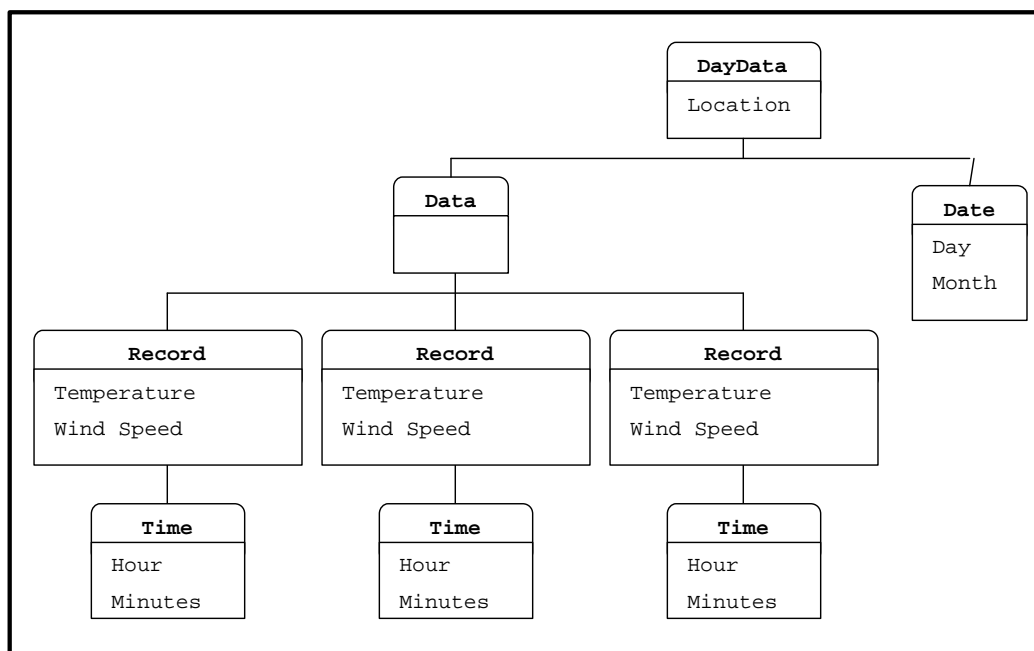 DayData
Location
Data
Date
Day
Month
Record
Temperature
Wind Speed
Record
Temperature
Wind Speed
Record
Temperature
Wind Speed
Time
Hour
Minutes
Time
Hour
Minutes
Time
Hour
Minutes